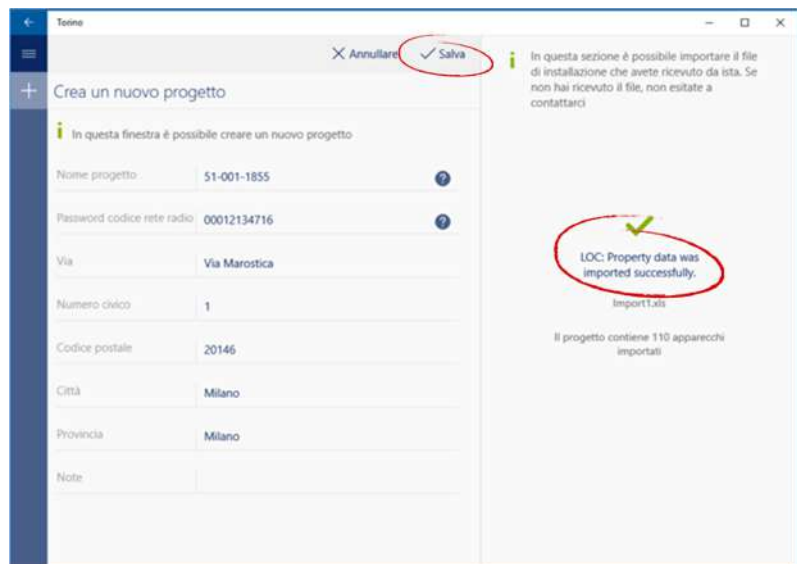 Torino
Annullare
Salva
Crea un nuovo progetto
In questa finestra è possibile creare un nuovo progetto
Nome progetto 51-001-1855
Password codice rete radio 00012134716
Via Via Marostica
Numero civico 1
Codice postale 20146
Città Milano
Provincia Milano
Note
In questa sezione è possibile importare il file
di installazione che avete ricevuto da ista. Se
non hai ricevuto il file, non esitate a
contattarci
LOC: Property data was
imported successfully.
Import1.xls
Il progetto contiene 110 apparecchi
importati